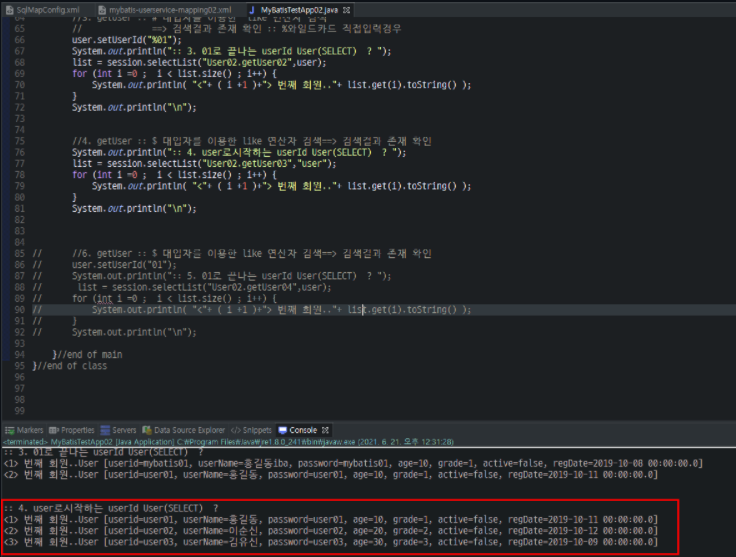 SqlMapConfig.xml mybatis-userservice-mapping02.xml MyBatisTestApp02.java
64 //3. getUser :: # 대입자를 이용한 like 연산자 검색
65 // ==> 검색결과 존재 확인 :: %와일드카드 직접입력경우
66 user.setUserId("%01");
67 System.out.println(":: 3. 01로 끝나는 userId User(SELECT)  ? ");
68 list = session.selectList("User02.getUser02",user);
69 for (int i =0 ;  i < list.size() ; i++) {
70 System.out.println( "<"+ ( i +1 )+"> 번째 회원.."+ list.get(i).toString() );
71 }
72 System.out.println("\n");
73
74
75 //4. getUser :: $ 대입자를 이용한 like 연산자 검색==> 검색결과 존재 확인
76 System.out.println(":: 4. user로시작하는 userId User(SELECT)  ? ");
77 list = session.selectList("User02.getUser03","user");
78 for (int i =0 ;  i < list.size() ; i++) {
79 System.out.println( "<"+ ( i +1 )+"> 번째 회원.."+ list.get(i).toString() );
80 }
81 System.out.println("\n");
82
83
84
85 // //6. getUser :: $ 대입자를 이용한 like 연산자 검색==> 검색결과 존재 확인
86 // user.setUserId("01");
87 // System.out.println(":: 5. 01로 끝나는 userId User(SELECT)  ? ");
88 // list = session.selectList("User02.getUser04",user);
89 // for (int i =0 ;  i < list.size() ; i++) {
90 // System.out.println( "<"+ ( i +1 )+"> 번째 회원.."+ list.get(i).toString() );
91 // }
92 // System.out.println("\n");
93
94 }//end of main
95 }//end of class
96
97
98
99
Markers Properties Servers Data Source Explorer Snippets Console
<terminated> MyBatisTestApp02 [Java Application] C:₩Program Files₩Java₩jre1.8.0_241₩bin₩javaw.exe (2021. 6. 21. 오후 12:31:28)
:: 3. 01로 끝나는 userId User(SELECT)  ?
<1> 번째 회원..User [userid=mybatis01, userName=홍길동iba, password=mybatis01, age=10, grade=1, active=false, regDate=2019-10-08 00:00:00.0]
<2> 번째 회원..User [userid=user01, userName=홍길동, password=user01, age=10, grade=1, active=false, regDate=2019-10-11 00:00:00.0]
:: 4. user로시작하는 userId User(SELECT)  ?
<1> 번째 회원..User [userid=user01, userName=홍길동, password=user01, age=10, grade=1, active=false, regDate=2019-10-11 00:00:00.0]
<2> 번째 회원..User [userid=user02, userName=이순신, password=user02, age=20, grade=2, active=false, regDate=2019-10-12 00:00:00.0]
<3> 번째 회원..User [userid=user03, userName=김유신, password=user03, age=30, grade=3, active=false, regDate=2019-10-09 00:00:00.0]